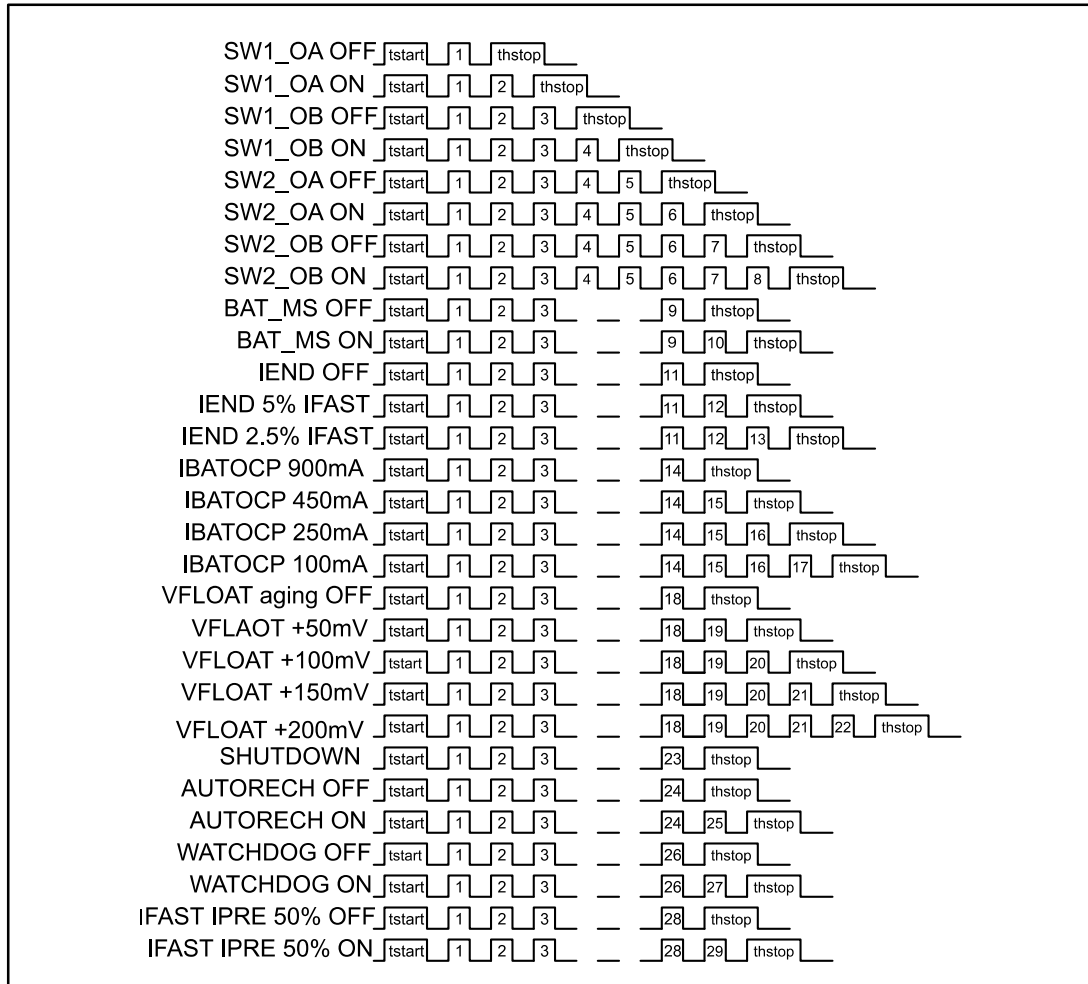 SW1_OA OFF tstart 1 thstop
SW1_OA ON tstart 1 2 thstop
SW1_OB OFF tstart 1 2 3 thstop
SW1_OB ON tstart 1 2 3 4 thstop
SW2_OA OFF tstart 1 2 3 4 5 thstop
SW2_OA ON tstart 1 2 3 4 5 6 thstop
SW2_OB OFF tstart 1 2 3 4 5 6 7 thstop
SW2_OB ON tstart 1 2 3 4 5 6 7 8 thstop
BAT_MS OFF tstart 1 2 3 9 thstop
BAT_MS ON tstart 1 2 3 9 10 thstop
IEND OFF tstart 1 2 3 11 thstop
IEND 5% IFAST tstart 1 2 3 11 12 thstop
IEND 2.5% IFAST tstart 1 2 3 11 12 13 thstop
IBATOCP 900mA tstart 1 2 3 14 thstop
IBATOCP 450mA tstart 1 2 3 14 15 thstop
IBATOCP 250mA tstart 1 2 3 14 15 16 thstop
IBATOCP 100mA tstart 1 2 3 14 15 16 17 thstop
VFLOAT aging OFF tstart 1 2 3 18 thstop
VFLAOT +50mV tstart 1 2 3 18 19 thstop
VFLOAT +100mV tstart 1 2 3 18 19 20 thstop
VFLOAT +150mV tstart 1 2 3 18 19 20 21 thstop
VFLOAT +200mV tstart 1 2 3 18 19 20 21 22 thstop
SHUTDOWN tstart 1 2 3 23 thstop
AUTORECH OFF tstart 1 2 3 24 thstop
AUTORECH ON tstart 1 2 3 24 25 thstop
WATCHDOG OFF tstart 1 2 3 26 thstop
WATCHDOG ON tstart 1 2 3 26 27 thstop
IFAST IPRE 50% OFF tstart 1 2 3 28 thstop
IFAST IPRE 50% ON tstart 1 2 3 28 29 thstop